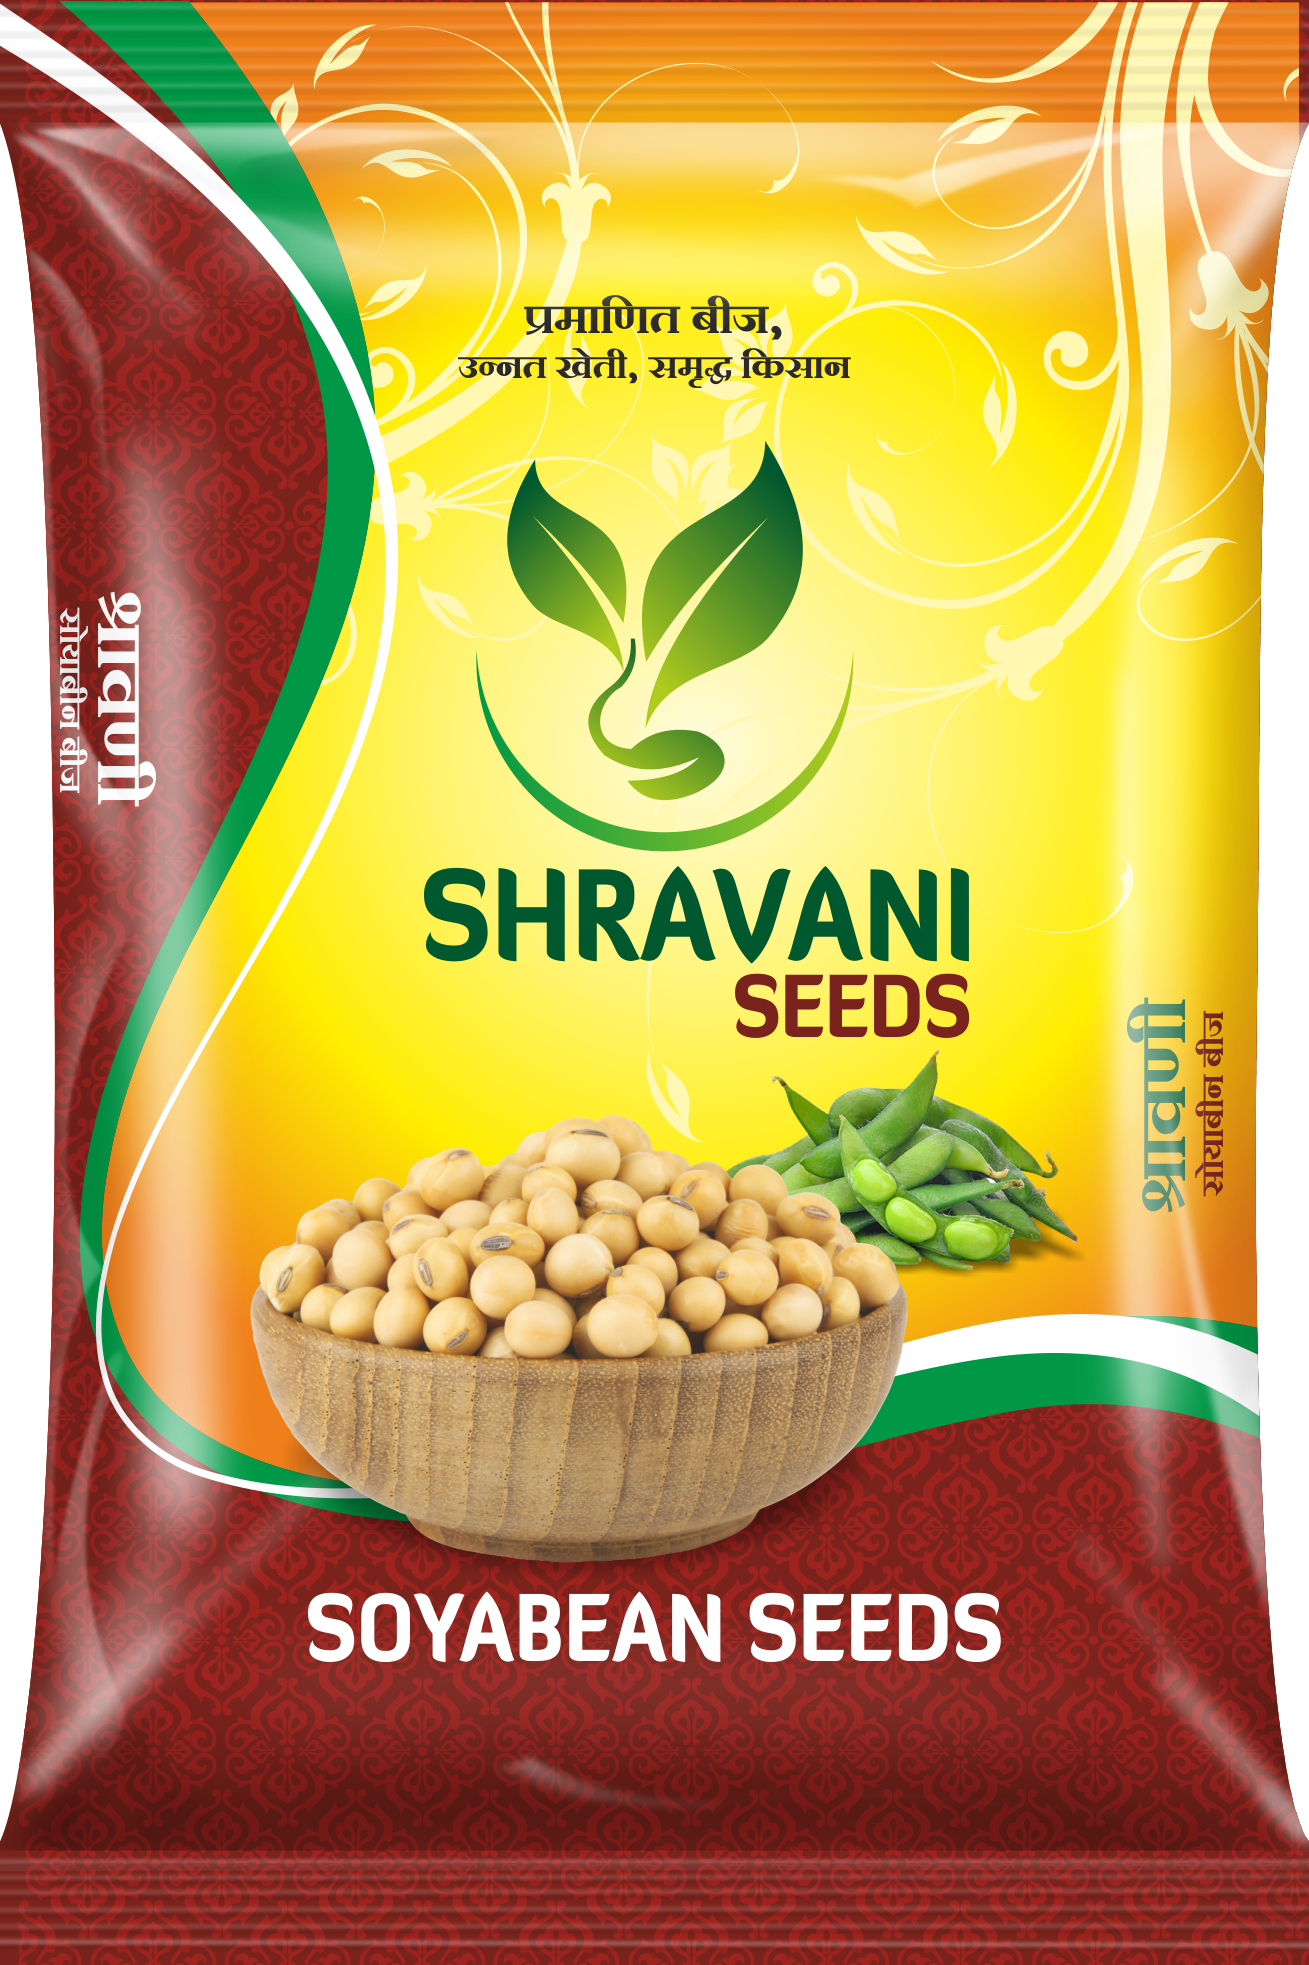 प्रमाणित बीज,
उन्नत खेती, समृद्ध किसान
SHRAVANI
SEEDS
श्रावणी
सोयाबीन बीज
श्रावणी
सोयाबीन बीज
SOYABEAN SEEDS